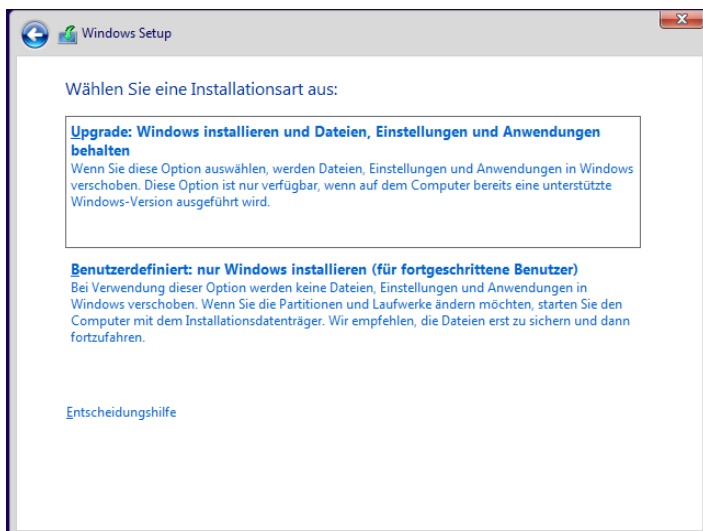 Windows Setup
Wählen Sie eine Installationsart aus:
Upgrade: Windows installieren und Dateien, Einstellungen und Anwendungen
behalten
Wenn Sie diese Option auswählen, werden Dateien, Einstellungen und Anwendungen in Windows
verschoben. Diese Option ist nur verfügbar, wenn auf dem Computer bereits eine unterstützte
Windows-Version ausgeführt wird.
Benutzerdefiniert: nur Windows installieren (für fortgeschrittene Benutzer)
Bei Verwendung dieser Option werden keine Dateien, Einstellungen und Anwendungen in
Windows verschoben. Wenn Sie die Partitionen und Laufwerke ändern möchten, starten Sie den
Computer mit dem Installationsdatenträger. Wir empfehlen, die Dateien erst zu sichern und dann
fortzufahren.
Entscheidungshilfe